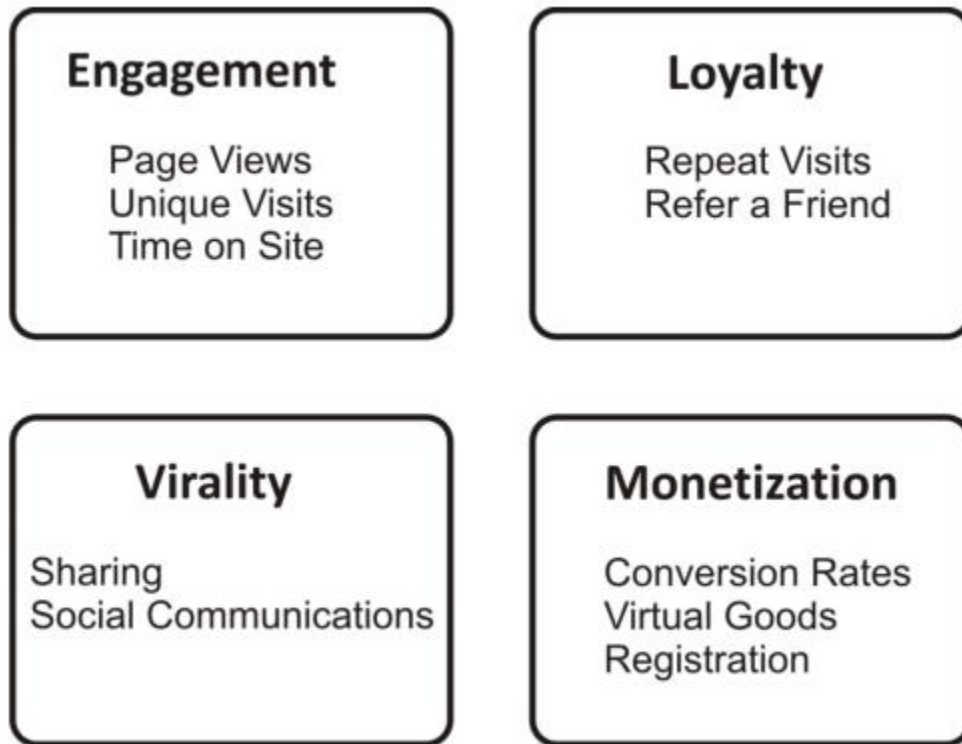 Engagement
Page Views
Unique Visits
Time on Site
Loyalty
Repeat Visits
Refer a Friend
Virality
Sharing
Social Communications
Monetization
Conversion Rates
Virtual Goods
Registration